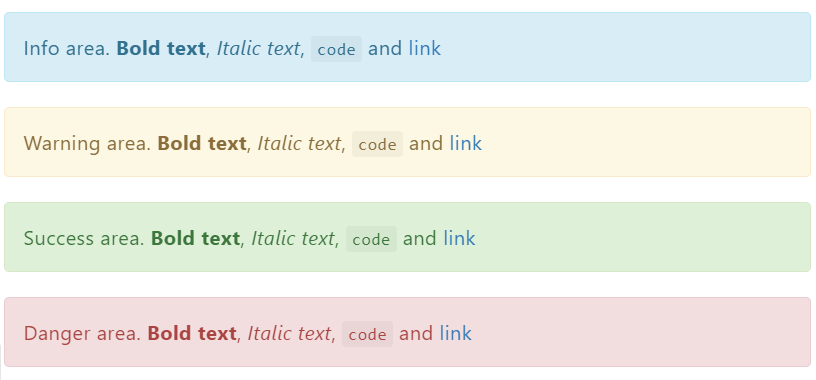 Info area. Bold text, Italic text, code and link
Warning area. Bold text, Italic text, code and link
Success area. Bold text, Italic text, code and link
Danger area. Bold text, Italic text, code and link